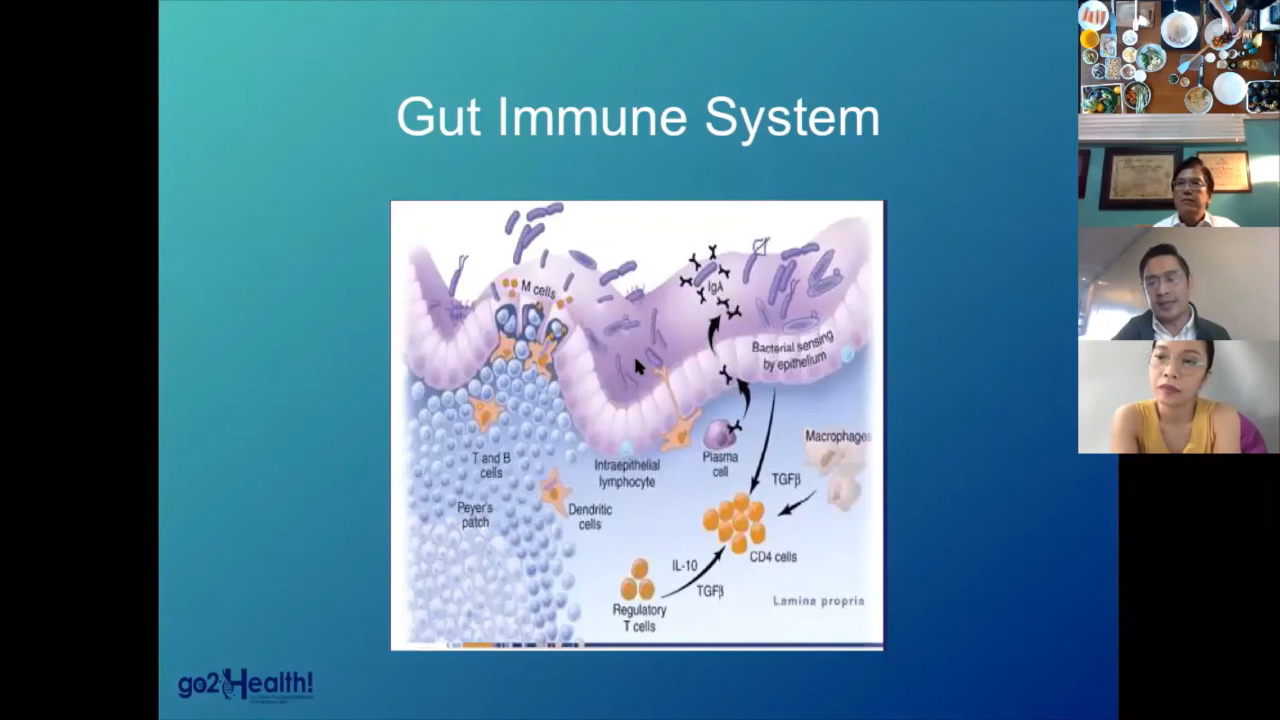 Gut Immune System
M cells
IgA
Bacterial sensing
by epithelium
T and B
cells
Peyer's
patch
Intraepithelial
lymphocyte
Dendritic
cells
Plasma
cell
Macrophages
TGFβ
CD4 cells
IL-10
TGFβ
Regulatory
T cells
Lamina propria
go2Health!